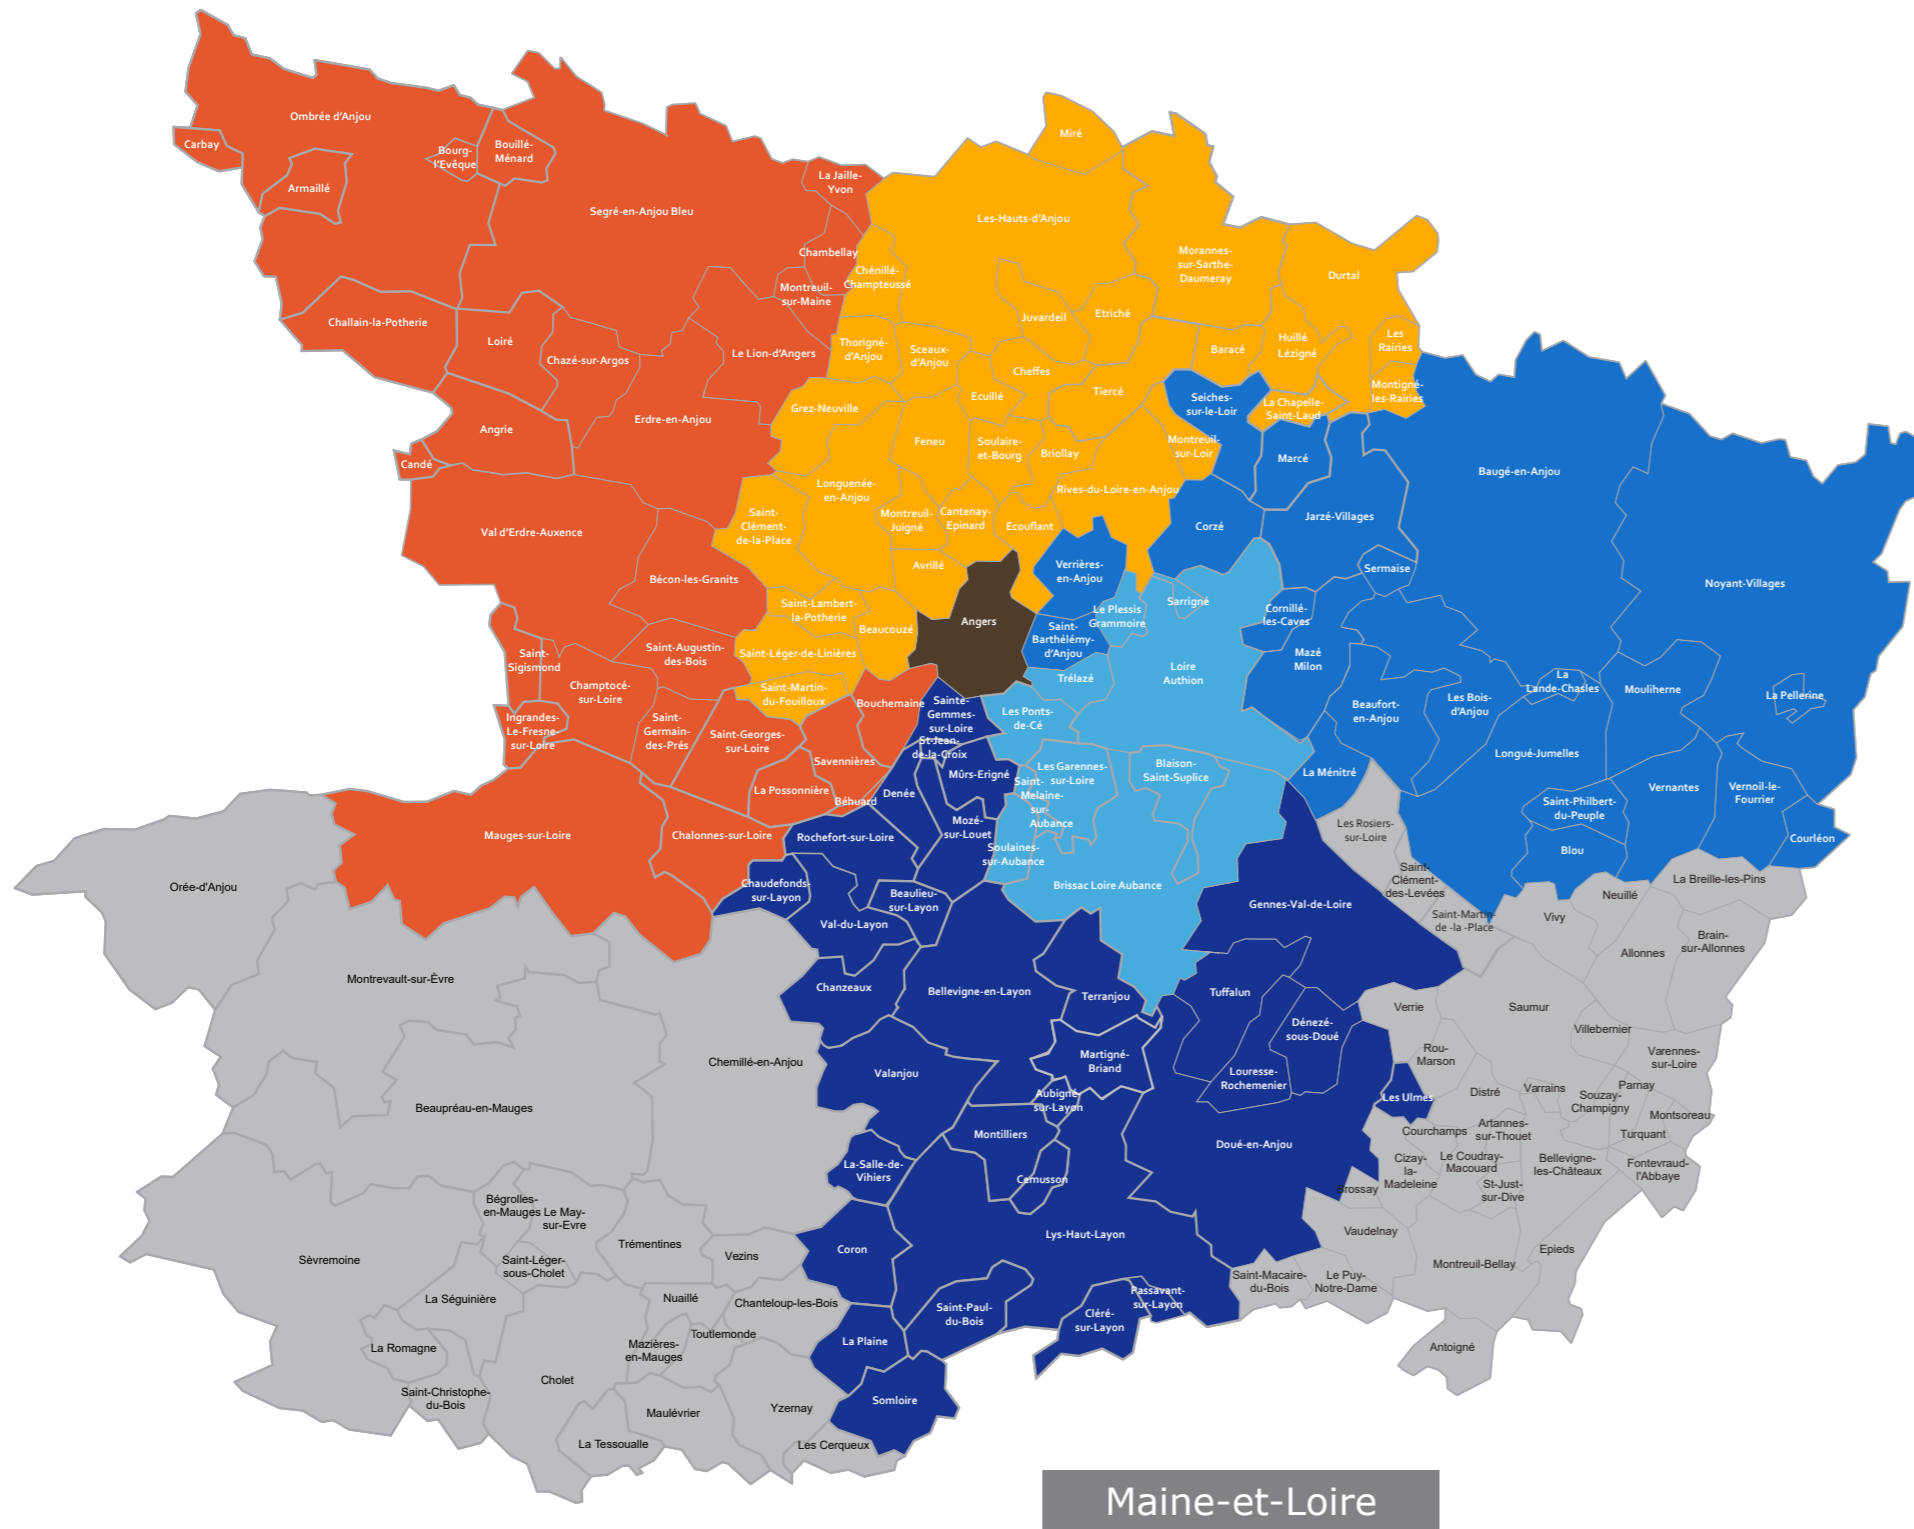 Ombrée d'Anjou
Carbay
Bourg-
l'Evêque
Bouillé-
Ménard
Armaillé
La Jaille-
Yvon
Segré-en-Anjou Bleu
Chambellay
Montreuil-
sur-Maine
Challain-la-Potherie
Loiré
Chazé-sur-Argos
Le Lion-d'Angers
Angrie
Erdre-en-Anjou
Candé
Val d'Erdre-Auxence
Bécon-les-Granits
Saint-Augustin-
des-Bois
Saint-
Sigismond
Champtocé-
sur-Loire
Ingrandes-
Le-Fresne-
sur-Loire
Saint-
Germain-
des-Prés
Saint-Georges-
sur-Loire
Bouchemaine
Savennières
La Possonnière
Béhuard
Mauges-sur-Loire
Chalonnes-sur-Loire
Miré
Les-Hauts-d'Anjou
Chénillé-
Champteussé
Morannes-
sur-Sarthe-
Daumeray
Durtal
Juvardeil
Etriché
Thorigné-
d'Anjou
Sceaux-
d'Anjou
Cheffes
Baracé
Huillé
Lézigné
Les
Rairies
Montigné-
les-Rairies
Ecuillé
Tiercé
Grez-Neuville
La Chapelle-
Saint-Laud
Feneu
Soulaire-
et-Bourg
Briollay
Montreuil-
sur-Loir
Longuenée-
en-Anjou
Rives-du-Loire-en-Anjou
Saint-
Clément-
de-la-Place
Montreuil-
Juigné
Cantenay-
Epinard
Ecouflant
Avrillé
Saint-Lambert-
la-Potherie
Beaucouzé
Saint-Léger-de-Linières
Saint-Martin-
du-Fouilloux
Angers
Seiches-
sur-le-Loir
Marcé
Baugé-en-Anjou
Corzé
Jarzé-Villages
Verrières-
en-Anjou
Sermaise
Noyant-Villages
Cornillé-
les-Caves
Saint-
Barthélémy-
d'Anjou
Mazé
Milon
Beaufort-
en-Anjou
Les Bois-
d'Anjou
La
Lande-Chasles
Mouliherne
La Pellerine
Longué-Jumelles
La Ménitré
Saint-Philbert-
du-Peuple
Vernantes
Vernoil-le-
Fourrier
Blou
Courléon
Le Plessis
Grammoire
Sarrigné
Loire
Authion
Trélazé
Les Ponts-
de-Cé
Les Garennes-
sur-Loire
Blaison-
Saint-Suplice
Saint-
Melaine-
sur-
Aubance
Soulaines-
sur-Aubance
Brissac Loire Aubance
Sainte-
Gemmes-
sur-Loire
St-Jean-
de-la-Croix
Mûrs-Erigné
Denée
Mozé-
sur-Louet
Rochefort-sur-Loire
Chaudefonds-
sur-Layon
Beaulieu-
sur-Layon
Val-du-Layon
Chanzeaux
Bellevigne-en-Layon
Terranjou
Gennes-Val-de-Loire
Tuffalun
Dénezé-
sous-Doué
Martigné-
Briand
Louresse-
Rochemenier
Valanjou
Aubigné-
sur-Layon
Les Ulmes
Montilliers
Doué-en-Anjou
La-Salle-de-
Vihiers
Cernusson
Coron
Lys-Haut-Layon
Saint-Paul-
du-Bois
Cléré-
sur-Layon
Passavant-
sur-Layon
La Plaine
Somloire
Orée-d'Anjou
Montrevault-sur-Èvre
Chemillé-en-Anjou
Beaupréau-en-Mauges
Sèvremoine
Bégrolles-
en-Mauges
Le May-
sur-Evre
Saint-Léger-
sous-Cholet
Trémentines
Vezins
La Séguinière
Nuaillé
Chanteloup-les-Bois
Toutlemonde
Mazières-
en-Mauges
La Romagne
Saint-Christophe-
du-Bois
Cholet
Maulévrier
Yzernay
La Tessoualle
Les Cerqueux
Les Rosiers-
sur-Loire
Saint-
Clément-
des-Levées
Saint-Martin-
de -la -Place
Vivy
Neuillé
La Breille-les-Pins
Allonnes
Brain-
sur-Allonnes
Verrie
Saumur
Villebernier
Rou-
Marson
Varennes-
sur-Loire
Distré
Varrains
Souzay-
Champigny
Parnay
Montsoreau
Turquant
Courchamps
Artannes-
sur-Thouet
Cizay-
la-
Madeleine
Le Coudray-
Macouard
St-Just-
sur-Dive
Bellevigne-
les-Châteaux
Fontevraud-
l'Abbaye
Brossay
Vaudelnay
Montreuil-Bellay
Epieds
Saint-Macaire-
du-Bois
Le Puy-
Notre-Dame
Antoigné
Maine-et-Loire